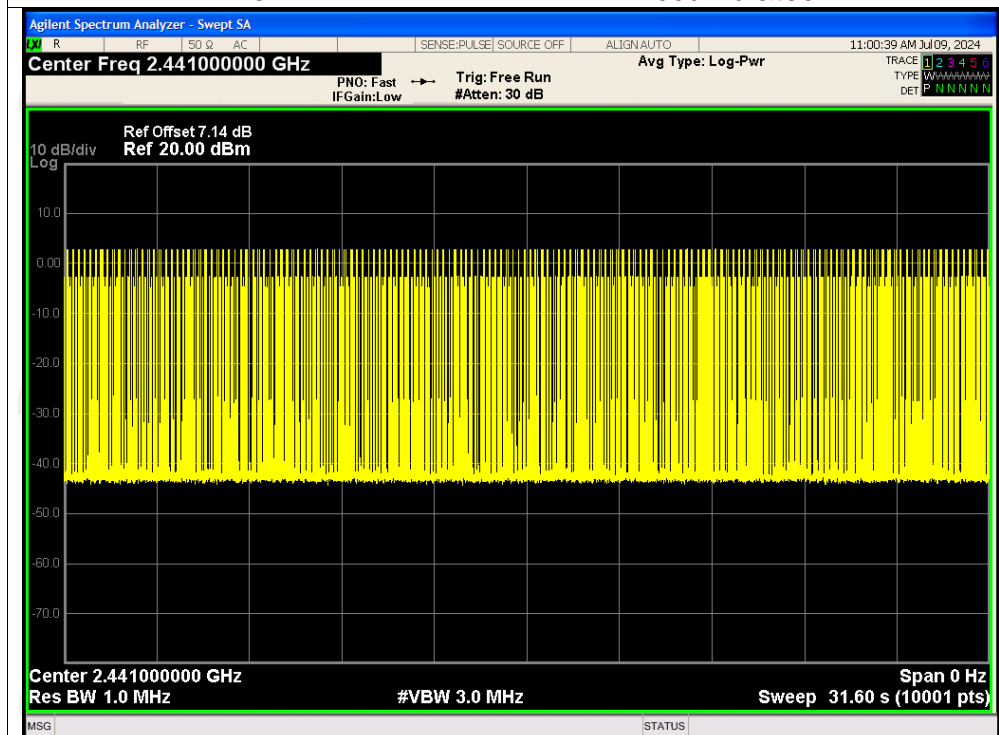 Agilent Spectrum Analyzer - Swept SA
LXI R RF 50 Ω AC SENSE:PULSE SOURCE OFF ALIGN AUTO 11:00:39 AM Jul 09, 2024
Center Freq 2.441000000 GHz Avg Type: Log-Pwr TRACE 1 2 3 4 5 6
PNO: Fast Trig: Free Run TYPE W
IFGain:Low #Atten: 30 dB DET P N N N N N
Ref Offset 7.14 dB
10 dB/div Ref 20.00 dBm
Log
10.0
0.00
-10.0
-20.0
-30.0
-40.0
-50.0
-60.0
-70.0
Center 2.441000000 GHz Span 0 Hz
Res BW 1.0 MHz #VBW 3.0 MHz Sweep 31.60 s (10001 pts)
MSG STATUS